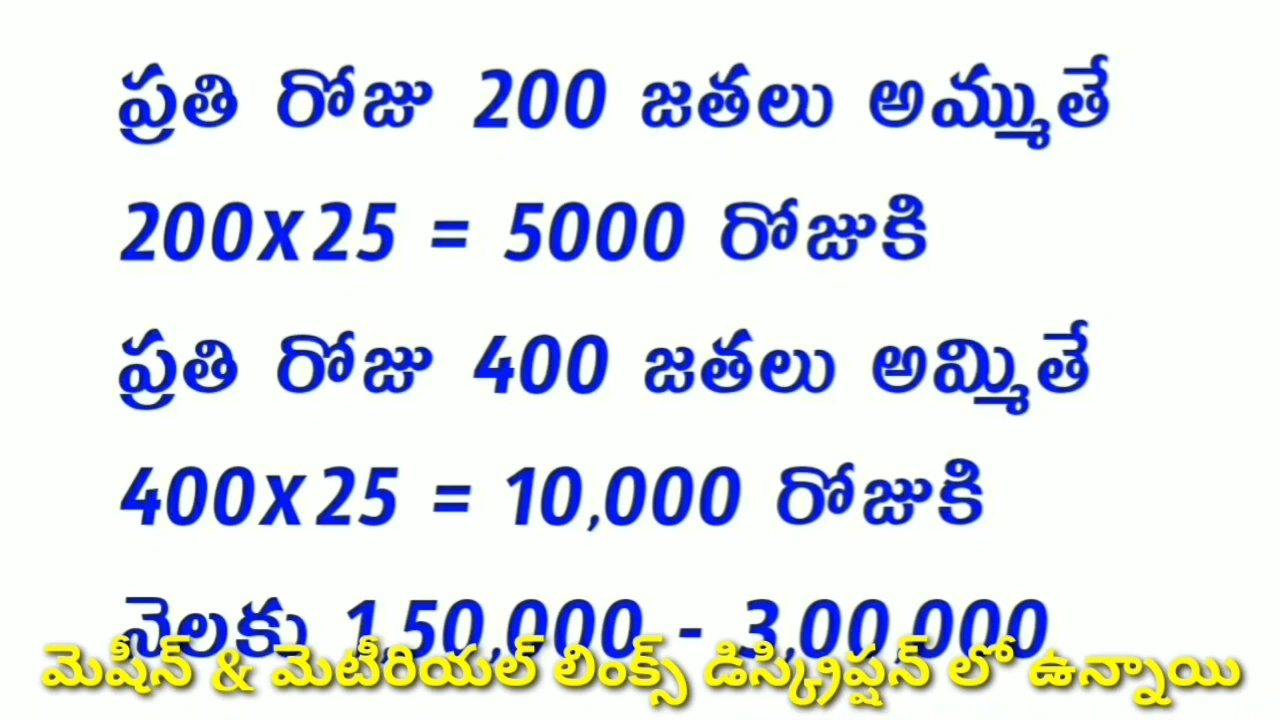 ప్రతి రోజు 200 జతలు అమ్ముతే
200x25 = 5000 రోజుకి
ప్రతి రోజు 400 జతలు అమ్మితే
400x25 = 10,000 రోజుకి
నెలకు 1,50,000 - 3,00,000
మెషీన్ & మెటీరియల్ లింక్స్ డిస్క్రిప్షన్ లో ఉన్నాయి